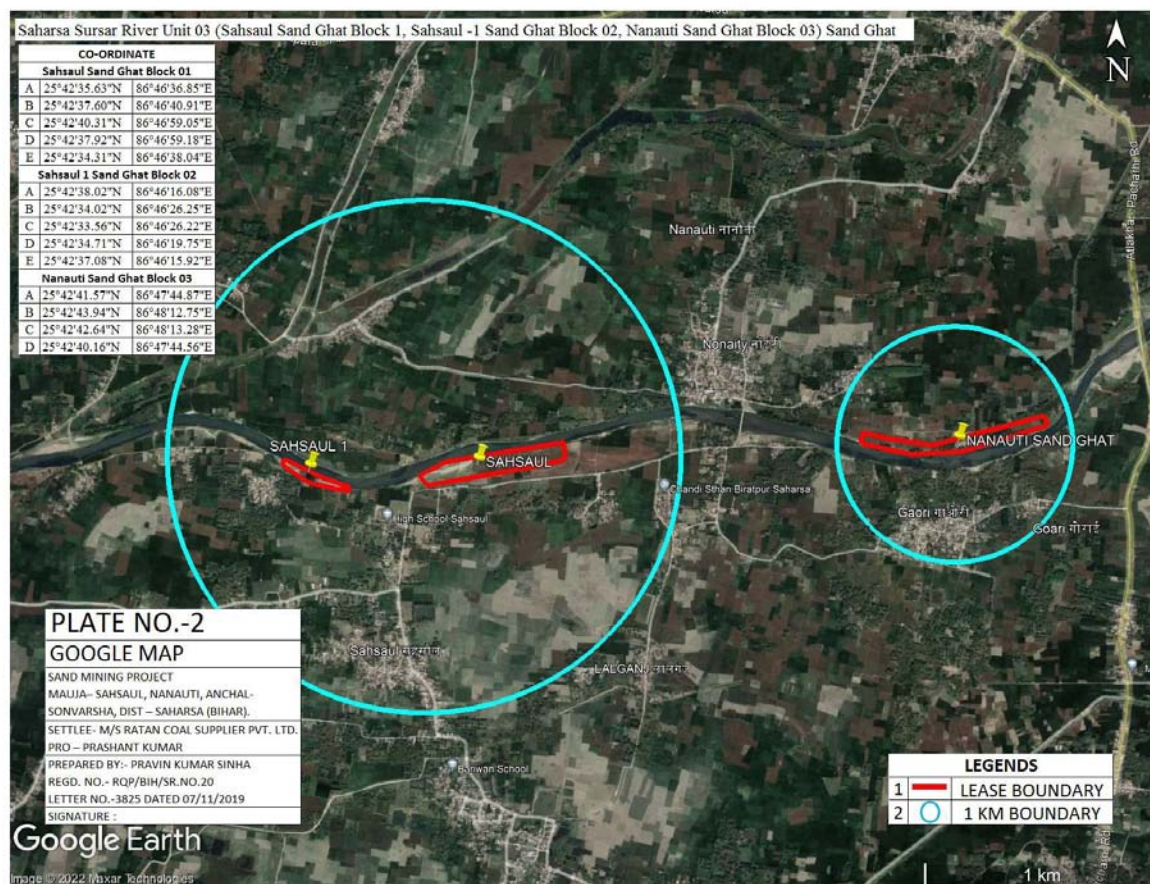 Saharsa Sursar River Unit 03 (Sahsaul Sand Ghat Block 1, Sahsaul -1 Sand Ghat Block 02, Nanauti Sand Ghat Block 03) Sand Ghat
N
CO-ORDINATE
Sahsaul Sand Ghat Block 01
A 25°42'35.63"N 86°46'36.85"E
B 25°42'37.60"N 86°46'40.91"E
C 25°42'40.31"N 86°46'59.05"E
D 25°42'37.92"N 86°46'59.18"E
E 25°42'34.31"N 86°46'38.04"E
Sahsaul 1 Sand Ghat Block 02
A 25°42'38.02"N 86°46'16.08"E
B 25°42'34.02"N 86°46'26.25"E
C 25°42'33.56"N 86°46'26.22"E
D 25°42'34.71"N 86°46'19.75"E
E 25°42'37.08"N 86°46'15.92"E
Nanauti Sand Ghat Block 03
A 25°42'41.57"N 86°47'44.87"E
B 25°42'43.94"N 86°48'12.75"E
C 25°42'42.64"N 86°48'13.28"E
D 25°42'40.16"N 86°47'44.56"E
Nanauti
Nonaity
SAHSAUL 1
SAHSAUL
NANAUTI SAND GHAT
Chandi Sthan Biratpur Saharsa
High School Sahsaul
Gaori
Goari
Sahsaul सहसौल
LALGANJ लालगंज
Bañwan School
PLATE NO.-2
GOOGLE MAP
SAND MINING PROJECT
MAUJA– SAHSAUL, NANAUTI, ANCHAL-
SONVARSHA, DIST – SAHARSA (BIHAR).
SETTLEE- M/S RATAN COAL SUPPLIER PVT. LTD.
PRO – PRASHANT KUMAR
PREPARED BY:- PRAVIN KUMAR SINHA
REGD. NO.- RQP/BIH/SR.NO.20
LETTER NO.-3825 DATED 07/11/2019
SIGNATURE :
LEGENDS
1 LEASE BOUNDARY
2 1 KM BOUNDARY
Google Earth
Image © 2022 Maxar Technologies
1 km